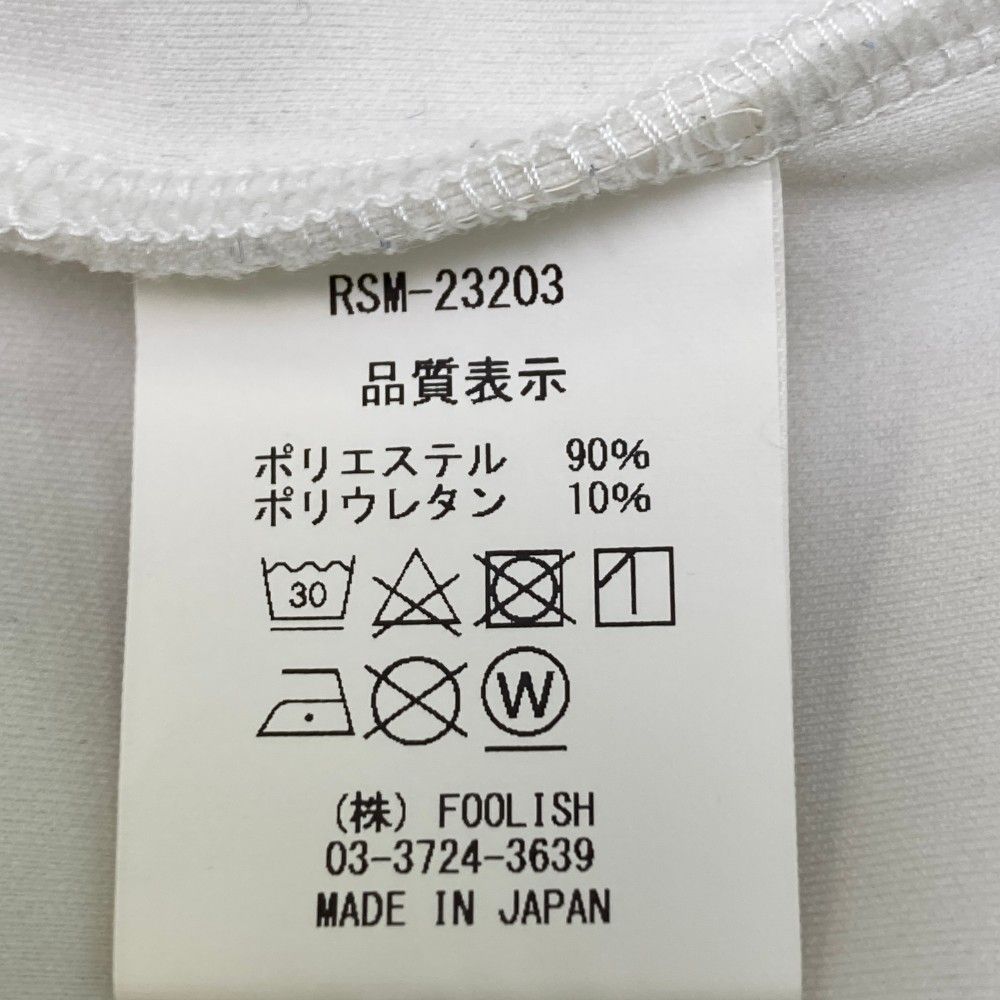 RSM-23203
品質表示
ポリエステル 90%
ポリウレタン 10%
30
W
(株) FOOLISH
03-3724-3639
MADE IN JAPAN